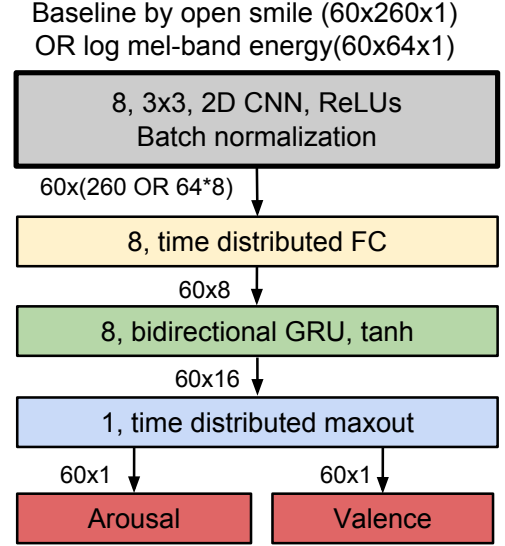 Baseline by open smile (60x260x1)
OR log mel-band energy(60x64x1)
8, 3x3, 2D CNN, ReLUs
Batch normalization
60x(260 OR 64*8)
8, time distributed FC
60x8
8, bidirectional GRU, tanh
60x16
1, time distributed maxout
60x1 60x1
Arousal Valence